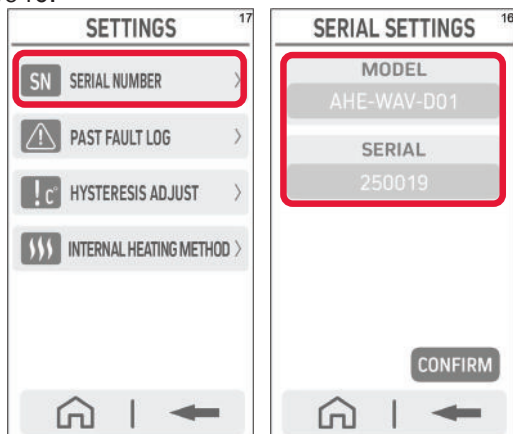 SETTINGS
17
SN SERIAL NUMBER >
PAST FAULT LOG >
!c° HYSTERESIS ADJUST >
INTERNAL HEATING METHOD >
SERIAL SETTINGS
16
MODEL
AHE-WAV-D01
SERIAL
250019
CONFIRM